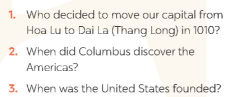 1. Who decided to move our capital from
Hoa Lu to Dai La (Thang Long) in 1010?
2. When did Columbus discover the
Americas?
3. When was the United States founded?